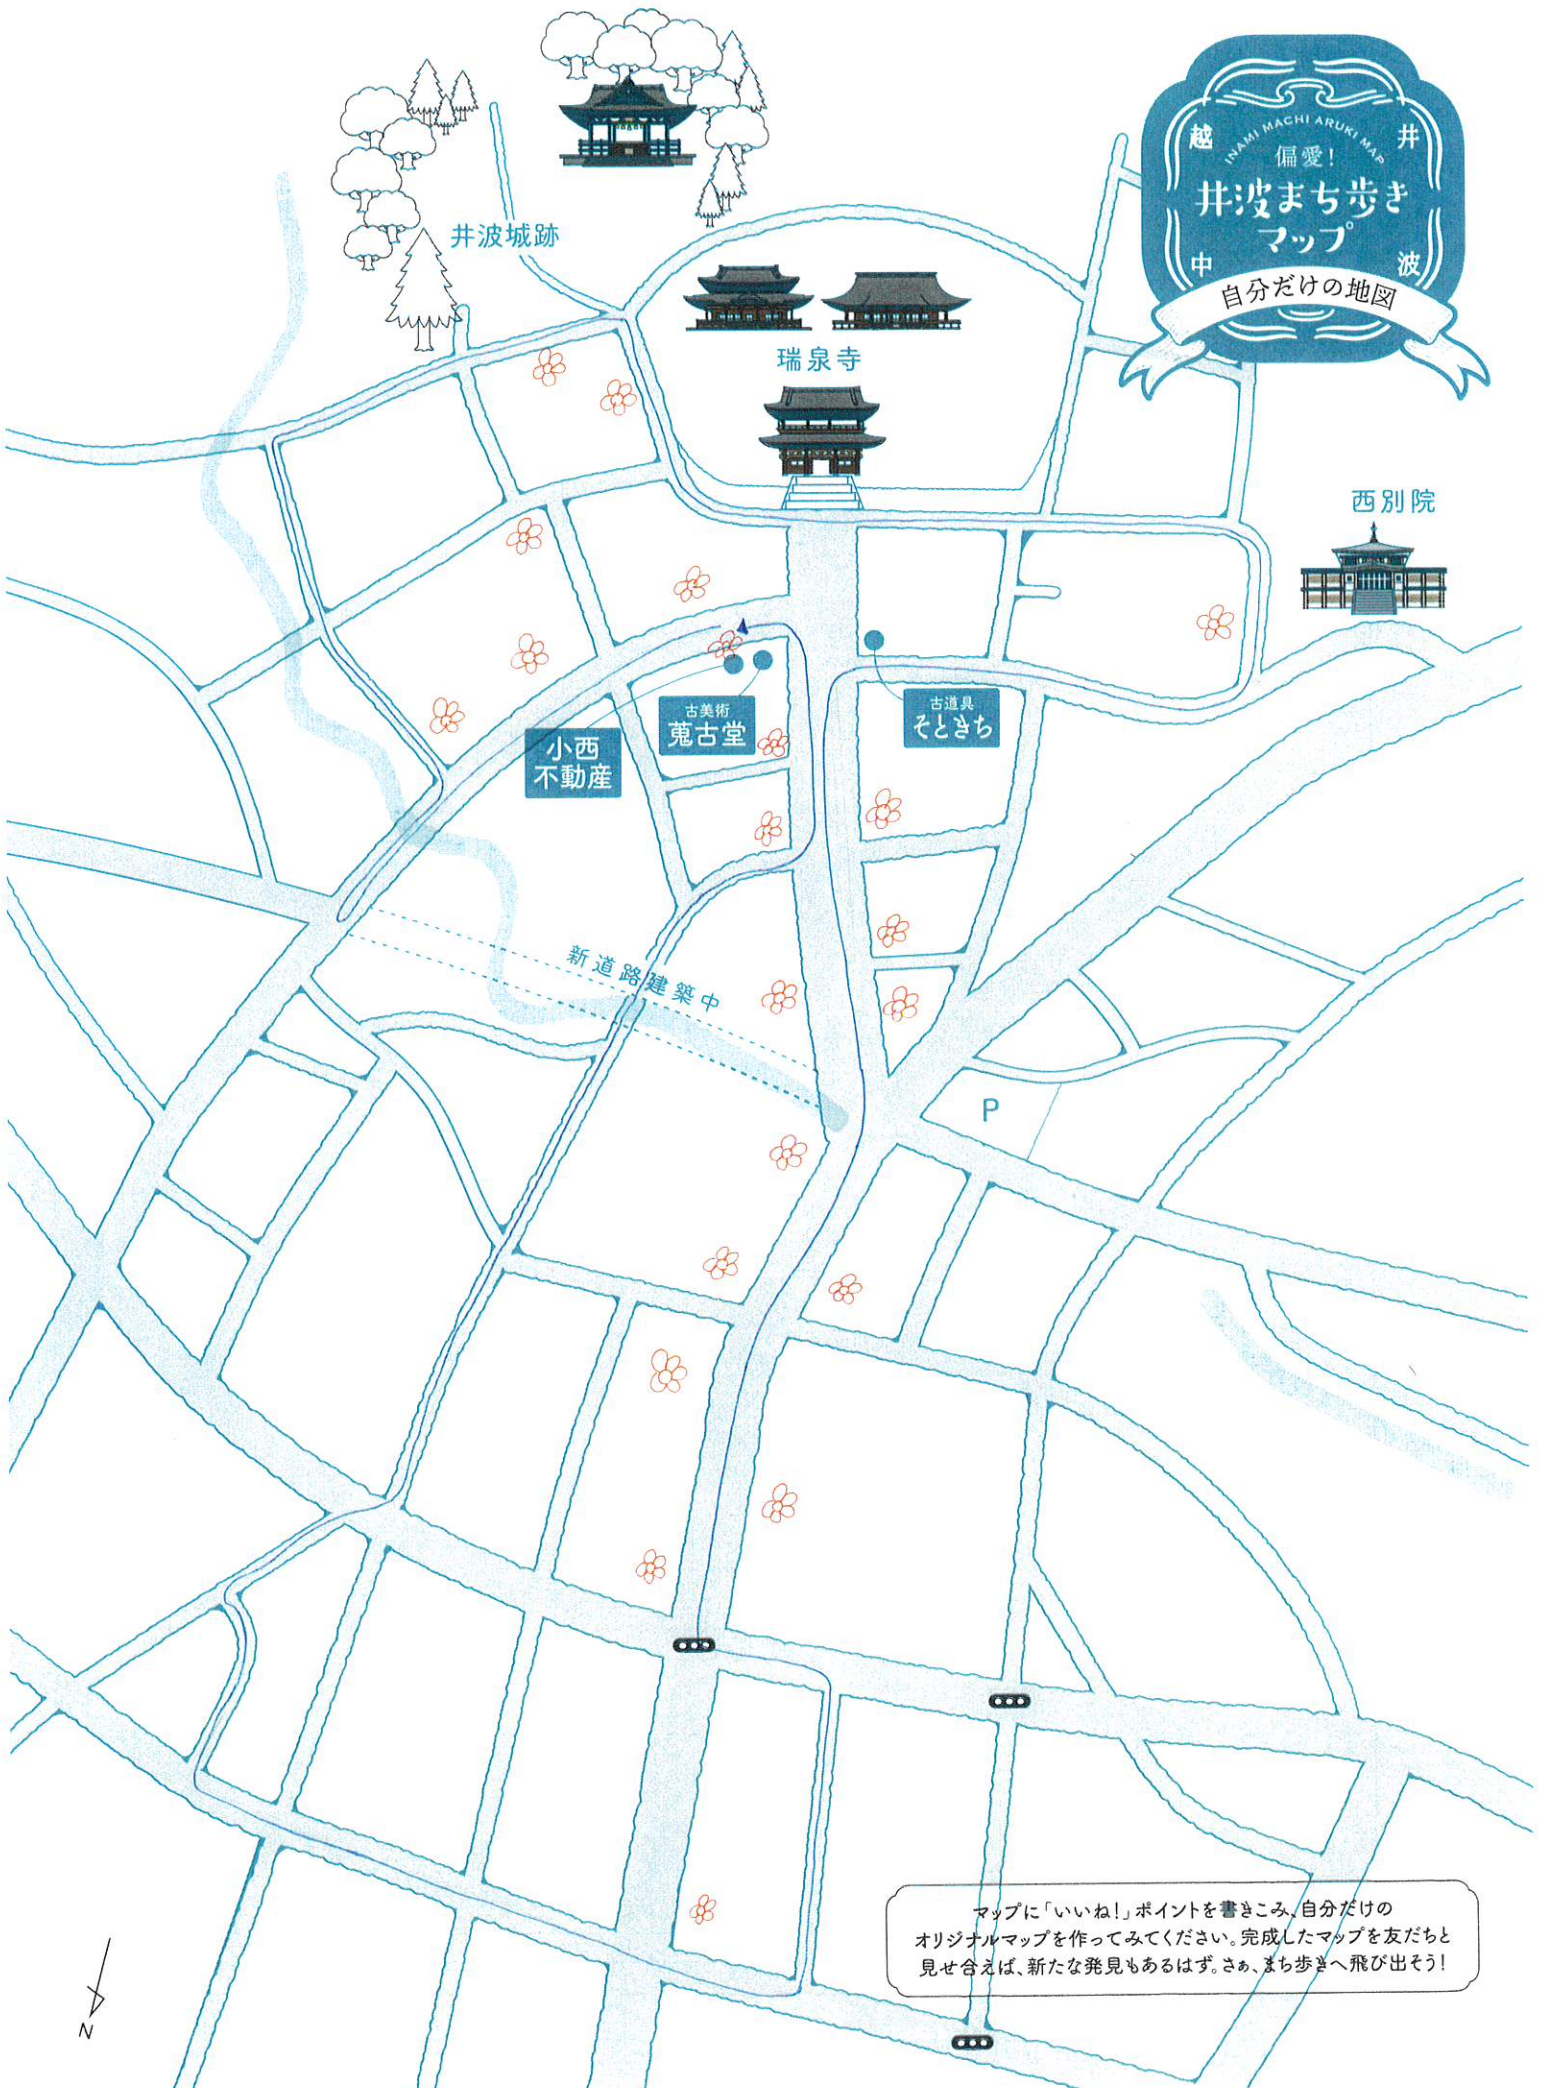 INAMI MACHI ARUKI MAP
越中
井波
偏愛!
井波まち歩き
マップ
自分だけの地図
井波城跡
瑞泉寺
西別院
古美術
蒐古堂
古道具
そときち
小西
不動産
新道路建築中
P
マップに「いいね!」ポイントを書きこみ、自分だけの
オリジナルマップを作ってみてください。完成したマップを友だちと
見せ合えば、新たな発見もあるはず。さぁ、まち歩きへ飛び出そう!
N